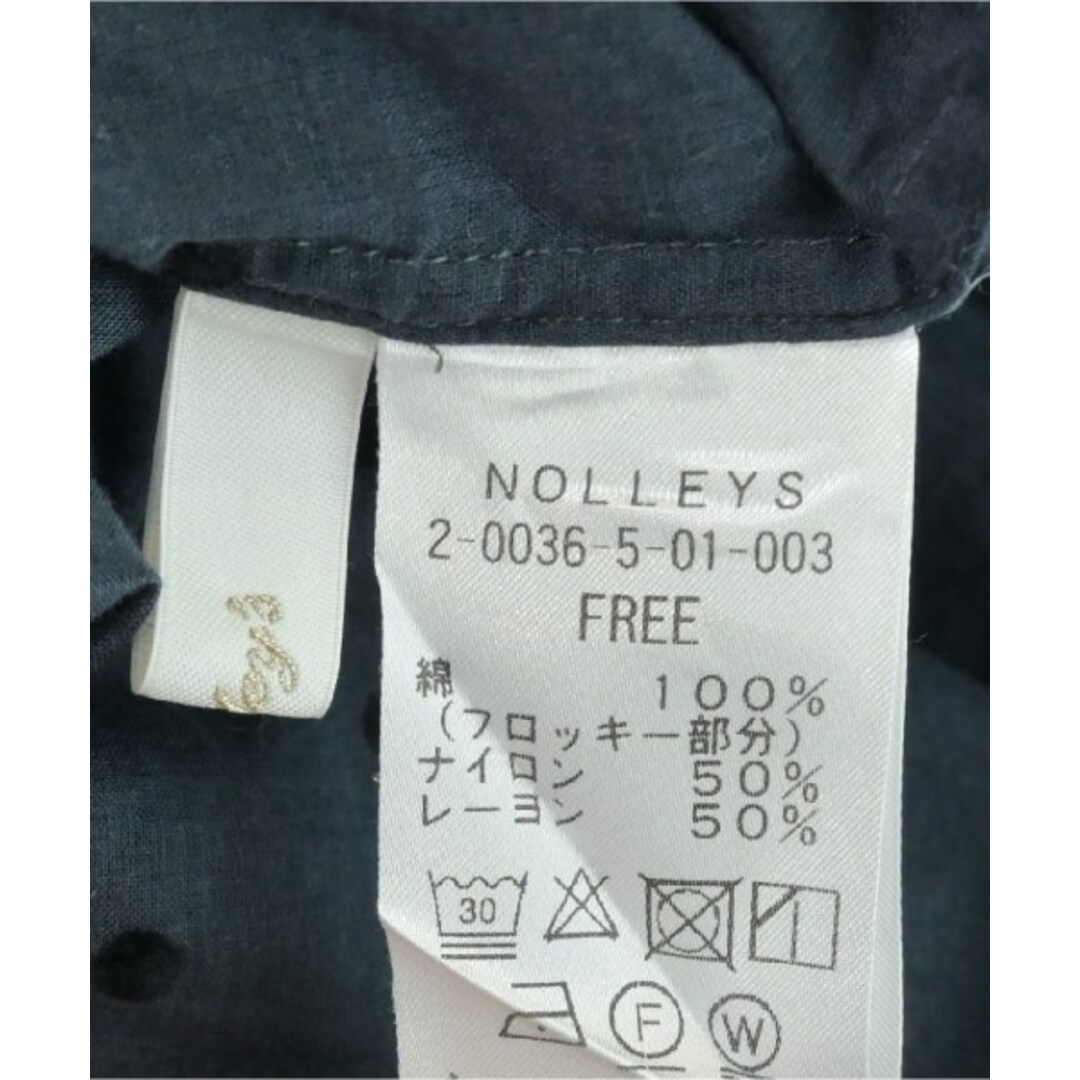 NOLLEYS
2-0036-5-01-003
FREE
綿 100%
(フロッキー部分)
ナイロン 50%
レーヨン 50%
30
F W